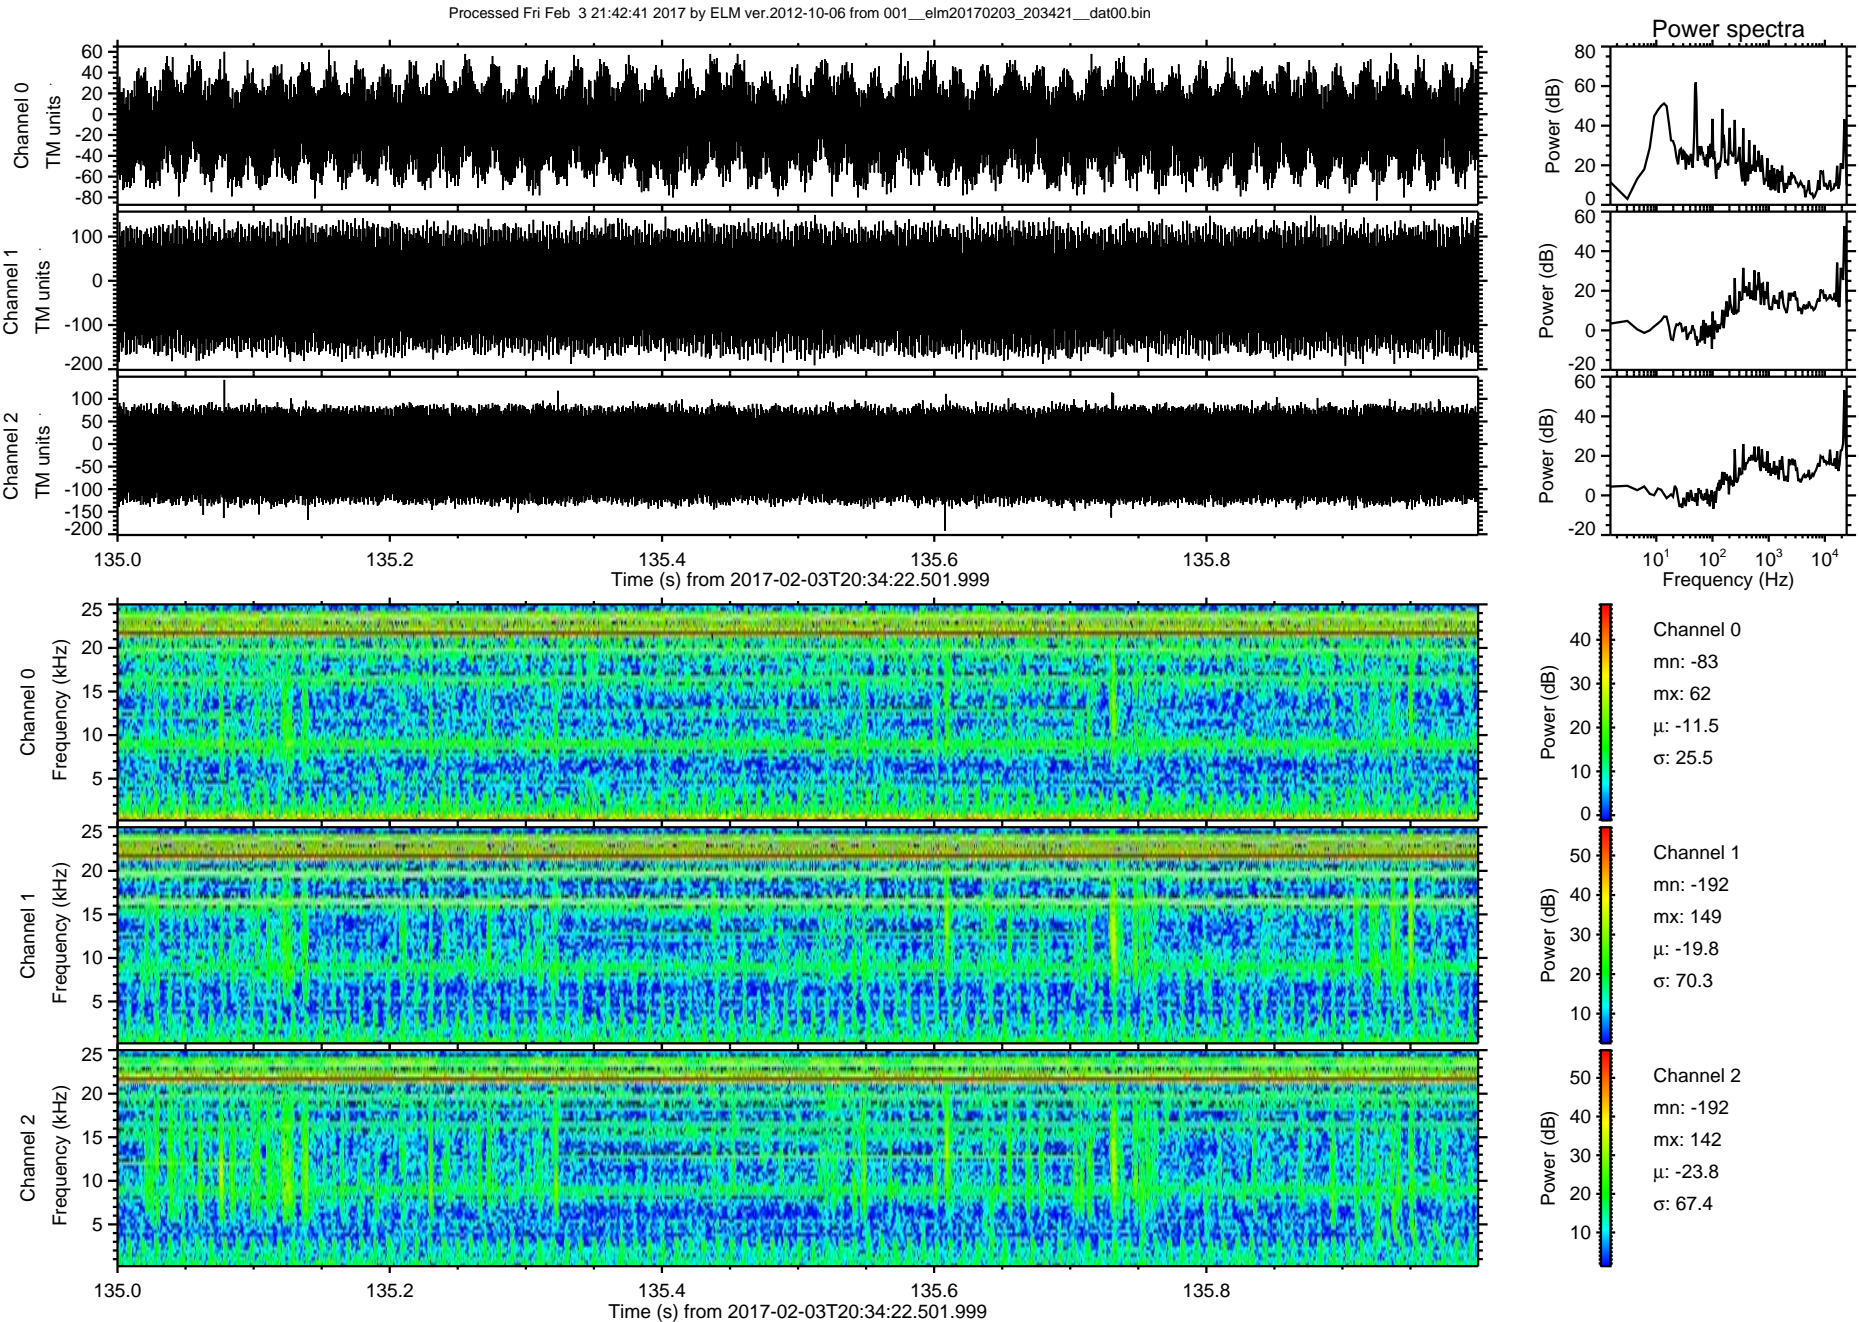 Processed Fri Feb  3 21:42:41 2017 by ELM ver.2012-10-06 from 001__elm20170203_203421__dat00.bin
Power spectra
Channel 0
TM units
60
40
20
0
-20
-40
-60
-80
Power (dB)
80
60
40
20
0
Channel 1
TM units
100
0
-100
-200
Power (dB)
60
40
20
0
-20
Channel 2
TM units
100
50
0
-50
-100
-150
-200
Power (dB)
60
40
20
0
-20
135.0 135.2 135.4 135.6 135.8
Time (s) from 2017-02-03T20:34:22.501.999
10¹ 10² 10³ 10⁴
Frequency (Hz)
Channel 0
Frequency (kHz)
25
20
15
10
5
Power (dB)
40
30
20
10
0
Channel 0
mn: -83
mx: 62
μ: -11.5
σ: 25.5
Channel 1
Frequency (kHz)
25
20
15
10
5
Power (dB)
50
40
30
20
10
Channel 1
mn: -192
mx: 149
μ: -19.8
σ: 70.3
Channel 2
Frequency (kHz)
25
20
15
10
5
Power (dB)
50
40
30
20
10
Channel 2
mn: -192
mx: 142
μ: -23.8
σ: 67.4
135.0 135.2 135.4 135.6 135.8
Time (s) from 2017-02-03T20:34:22.501.999